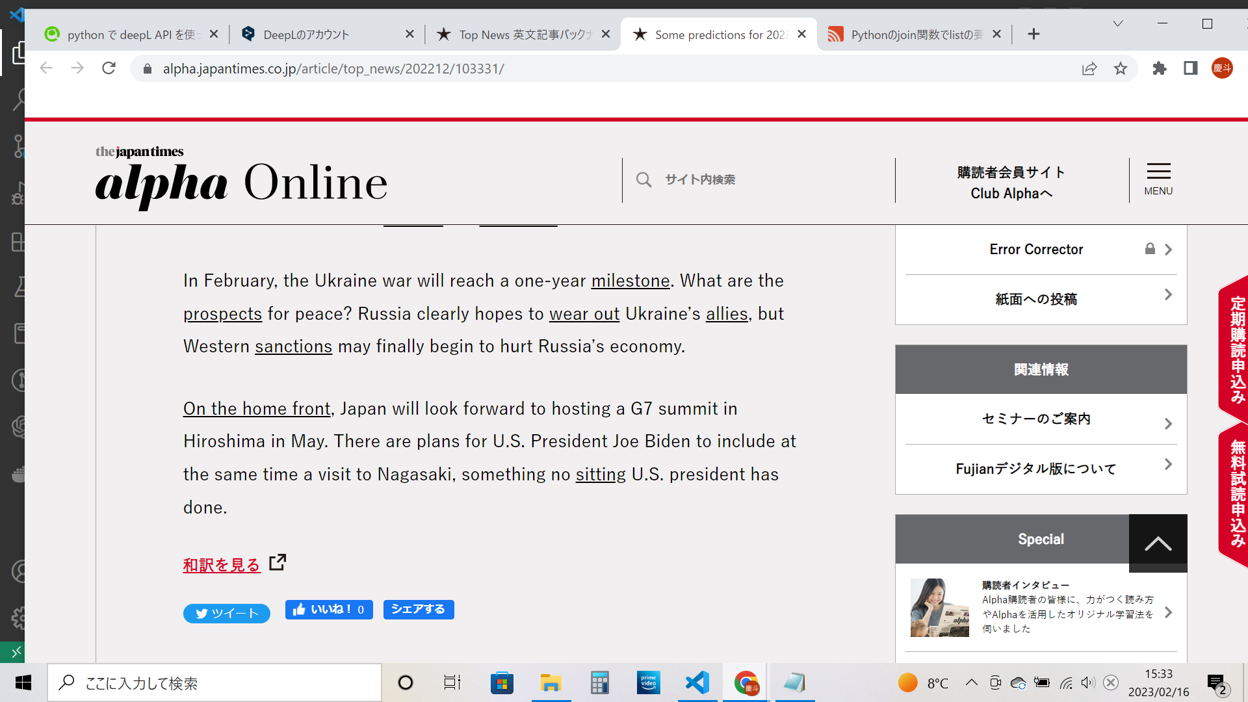 python で deepL API を使っ
DeepLのアカウント
Top News 英文記事バックナ
Some predictions for 202
Pythonのjoin関数でlistの要
alpha.japantimes.co.jp/article/top_news/202212/103331/
慶斗
the japan times
alpha Online
サイト内検索
購読者会員サイト
Club Alphaへ
MENU
In February, the Ukraine war will reach a one-year milestone. What are the
prospects for peace? Russia clearly hopes to wear out Ukraine's allies, but
Western sanctions may finally begin to hurt Russia's economy.
On the home front, Japan will look forward to hosting a G7 summit in
Hiroshima in May. There are plans for U.S. President Joe Biden to include at
the same time a visit to Nagasaki, something no sitting U.S. president has
done.
和訳を見る
ツイート
いいね！ 0
シェアする
Error Corrector
紙面への投稿
関連情報
セミナーのご案内
Fujianデジタル版について
Special
購読者インタビュー
Alpha購読者の皆様に、力がつく読み方
やAlphaを活用したオリジナル学習法を
伺いました
定期購読申込み
無料試読申込み
ここに入力して検索
prime video
慶斗
8°C
15:33
2023/02/16
2